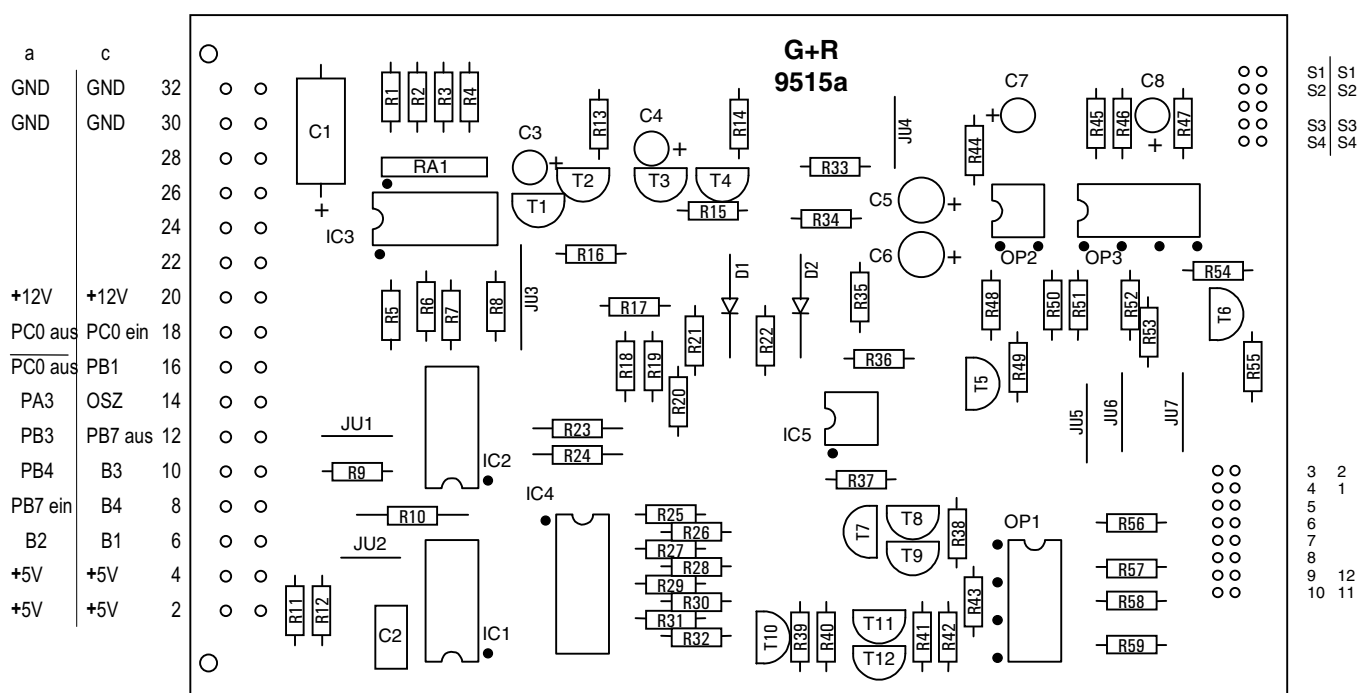 a c
GND GND 32
GND GND 30
28
26
24
22
+12V +12V 20
PC0 aus PC0 ein 18
PC0 aus PB1 16
PA3 OSZ 14
PB3 PB7 aus 12
PB4 B3 10
PB7 ein B4 8
B2 B1 6
+5V +5V 4
+5V +5V 2
G+R
9515a
C1
+
R1 R2 R3 R4
RA1
IC3
C3
+
T1
R13
T2
C4
+
T3
R14
T4
R15
R16
R5 R6 R7 R8
JU3
R17
R18 R19
R20
R21
D1
R22
D2
R33
R34
R35
R36
JU4
C5
+
C6
+
R44
C7
+
R45 R46
C8
+
R47
OP2
OP3
R48
R49
T5
R50 R51
R52
R53
R54
T6
R55
JU5
JU6
JU7
JU1
R9
IC2
R10
JU2
R11 R12
C2
IC1
R23
R24
IC4
R25
R26
R27
R28
R29
R30
R31
R32
IC5
R37
T7
T8
T9
R38
T10
R39 R40
T11
T12
R41 R42
R43
OP1
R56
R57
R58
R59
S1 S1
S2 S2
S3 S3
S4 S4
3 2
4 1
5
6
7
8
9 12
10 11